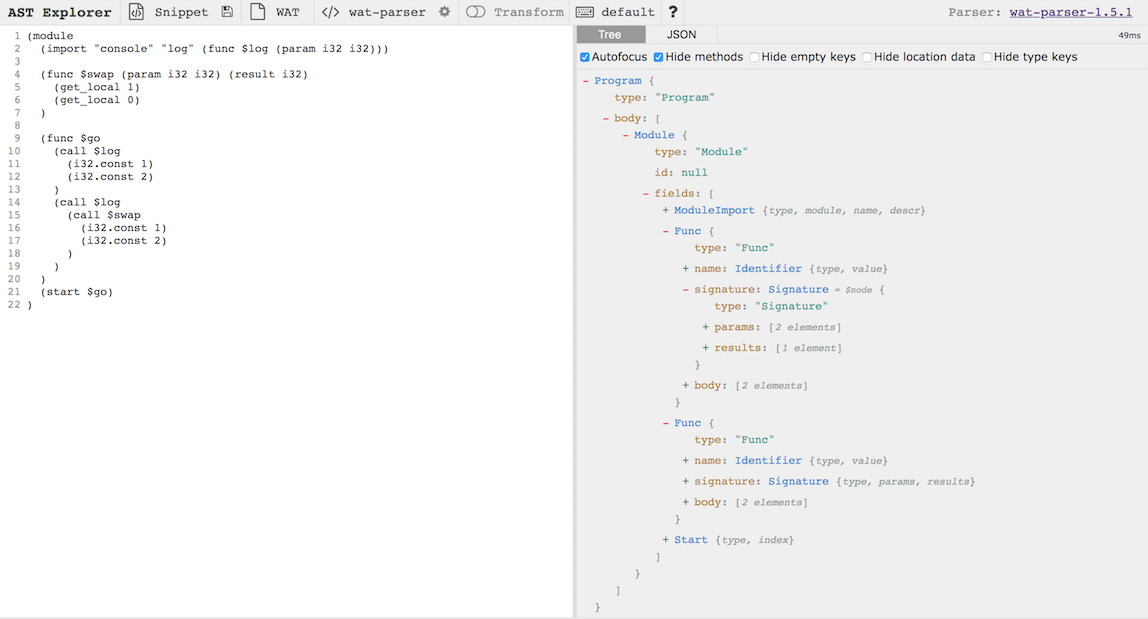 AST Explorer Snippet WAT </> wat-parser Transform default ? Parser: wat-parser-1.5.1
Tree JSON 49ms
Autofocus Hide methods Hide empty keys Hide location data Hide type keys
1 (module
2 (import "console" "log" (func $log (param i32 i32)))
3
4 (func $swap (param i32 i32) (result i32)
5 (get_local 1)
6 (get_local 0)
7 )
8
9 (func $go
10 (call $log
11 (i32.const 1)
12 (i32.const 2)
13 )
14 (call $log
15 (call $swap
16 (i32.const 1)
17 (i32.const 2)
18 )
19 )
20 )
21 (start $go)
22 )
- Program {
type: "Program"
- body: [
- Module {
type: "Module"
id: null
- fields: [
+ ModuleImport {type, module, name, descr}
- Func {
type: "Func"
+ name: Identifier {type, value}
- signature: Signature = $node {
type: "Signature"
+ params: [2 elements]
+ results: [1 element]
}
+ body: [2 elements]
}
- Func {
type: "Func"
+ name: Identifier {type, value}
+ signature: Signature {type, params, results}
+ body: [2 elements]
}
+ Start {type, index}
]
}
]
}